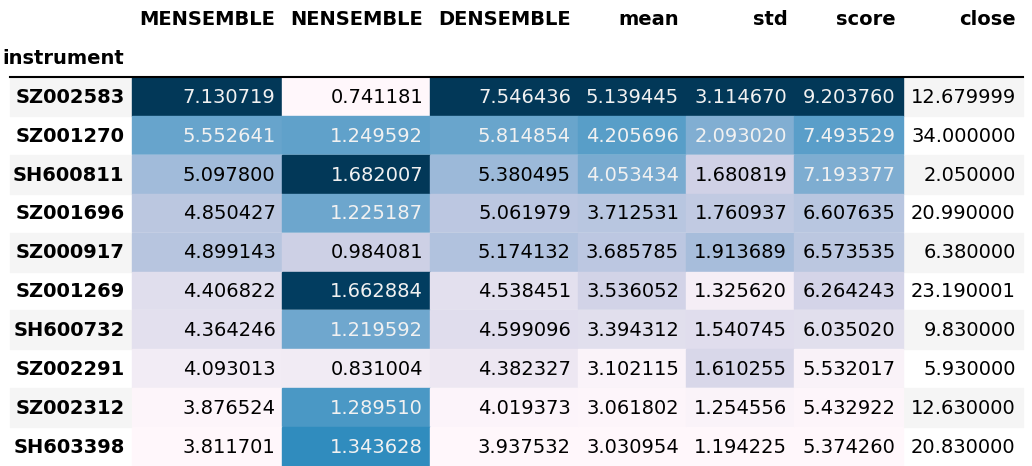 MENSEMBLE NENSEMBLE DENSEMBLE mean std score close
instrument
SZ002583 7.130719 0.741181 7.546436 5.139445 3.114670 9.203760 12.679999
SZ001270 5.552641 1.249592 5.814854 4.205696 2.093020 7.493529 34.000000
SH600811 5.097800 1.682007 5.380495 4.053434 1.680819 7.193377 2.050000
SZ001696 4.850427 1.225187 5.061979 3.712531 1.760937 6.607635 20.990000
SZ000917 4.899143 0.984081 5.174132 3.685785 1.913689 6.573535 6.380000
SZ001269 4.406822 1.662884 4.538451 3.536052 1.325620 6.264243 23.190001
SH600732 4.364246 1.219592 4.599096 3.394312 1.540745 6.035020 9.830000
SZ002291 4.093013 0.831004 4.382327 3.102115 1.610255 5.532017 5.930000
SZ002312 3.876524 1.289510 4.019373 3.061802 1.254556 5.432922 12.630000
SH603398 3.811701 1.343628 3.937532 3.030954 1.194225 5.374260 20.830000